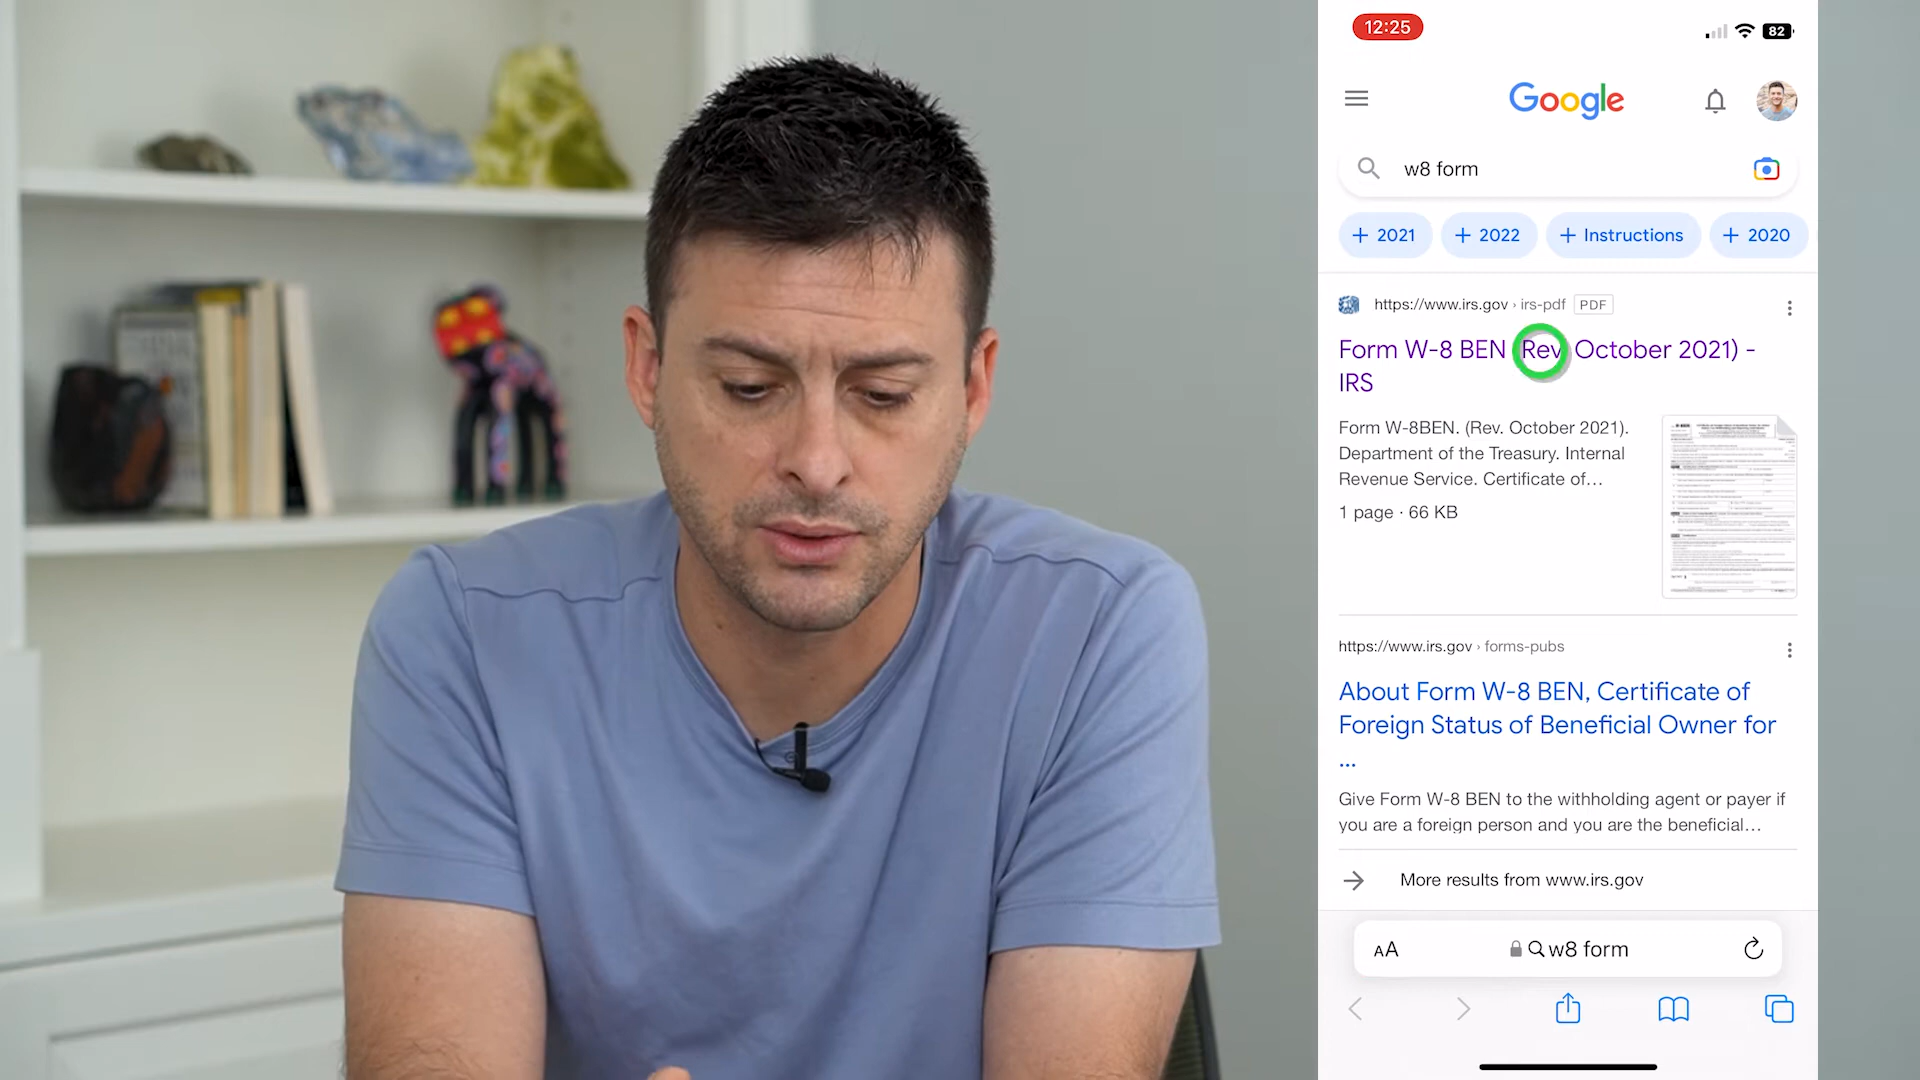 12:25
82
Google
w8 form
+ 2021
+ 2022
+ Instructions
+ 2020
https://www.irs.gov › irs-pdf PDF
Form W-8 BEN (Rev. October 2021) -
IRS
Form W-8BEN. (Rev. October 2021).
Department of the Treasury. Internal
Revenue Service. Certificate of...
1 page · 66 KB
https://www.irs.gov › forms-pubs
About Form W-8 BEN, Certificate of
Foreign Status of Beneficial Owner for
...
Give Form W-8 BEN to the withholding agent or payer if
you are a foreign person and you are the beneficial...
More results from www.irs.gov
AA
w8 form